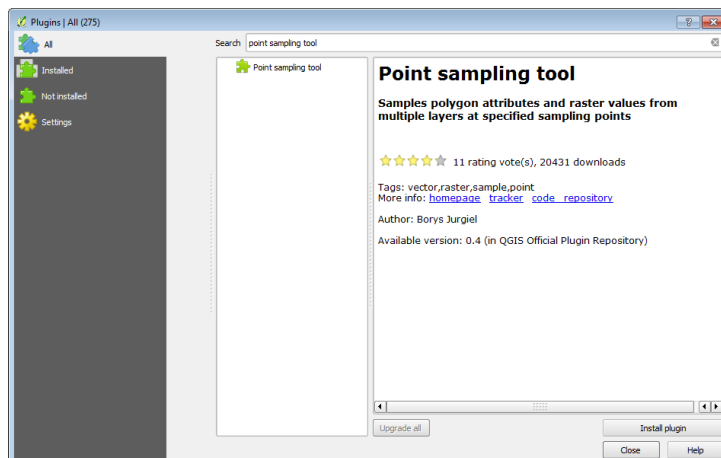 Plugins | All (275)
All
Installed
Not installed
Settings
Search point sampling tool
Point sampling tool
Point sampling tool
Samples polygon attributes and raster values from
multiple layers at specified sampling points
11 rating vote(s), 20431 downloads
Tags: vector,raster,sample,point
More info: homepage tracker code repository
Author: Borys Jurgiel
Available version: 0.4 (in QGIS Official Plugin Repository)
Upgrade all
Install plugin
Close
Help